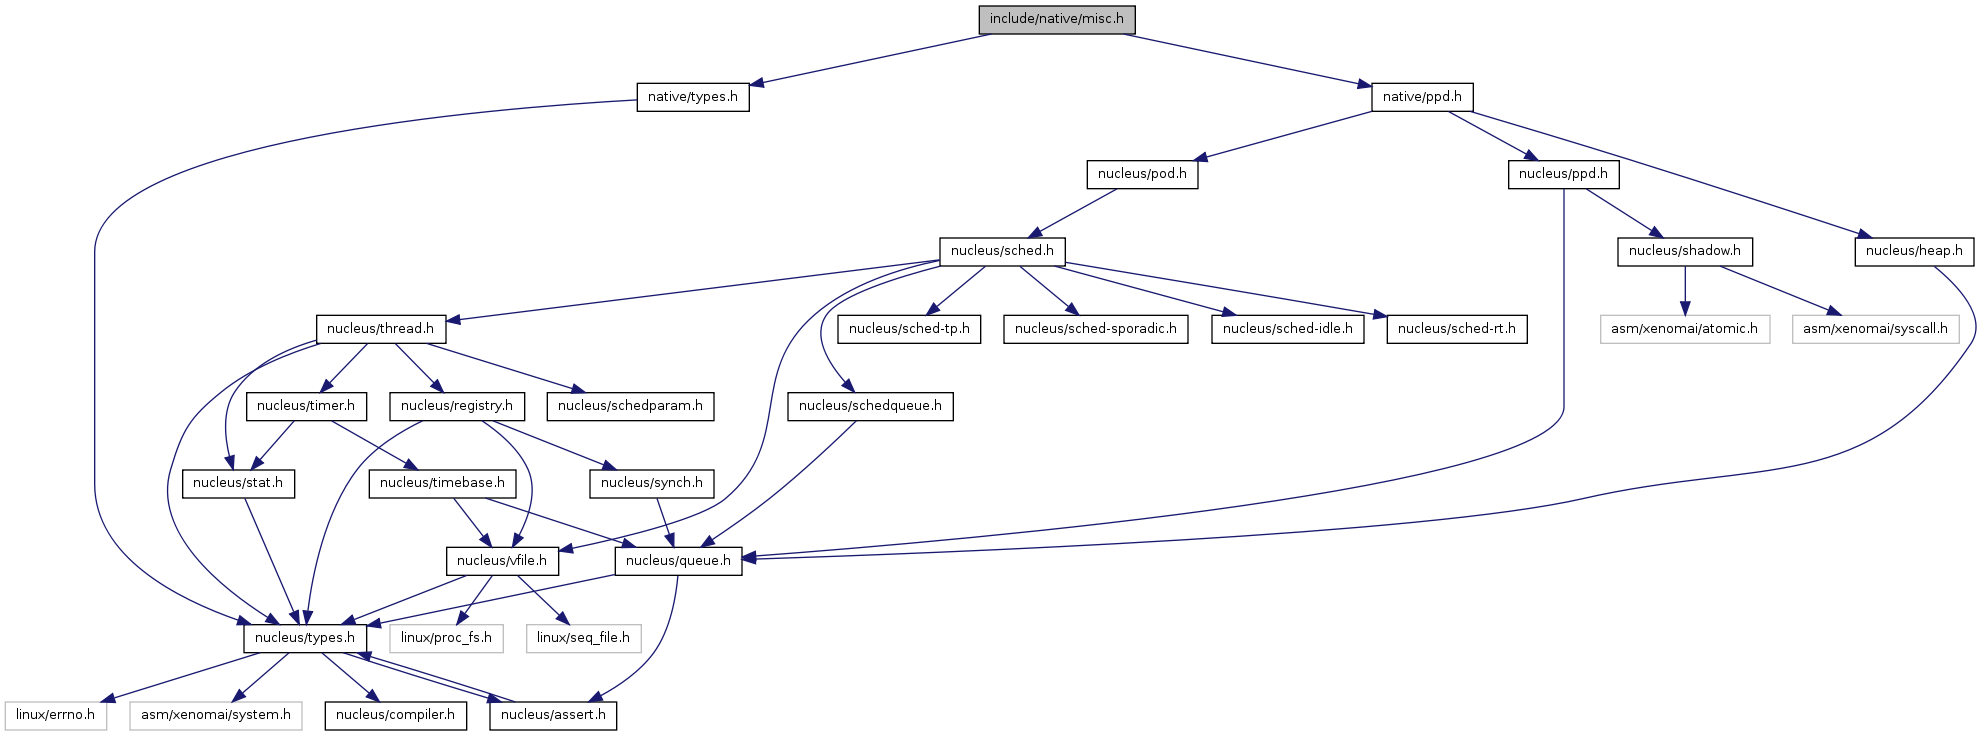 include/native/misc.h
native/types.h
native/ppd.h
nucleus/pod.h
nucleus/ppd.h
nucleus/sched.h
nucleus/shadow.h
nucleus/heap.h
nucleus/thread.h
nucleus/sched-tp.h
nucleus/sched-sporadic.h
nucleus/sched-idle.h
nucleus/sched-rt.h
asm/xenomai/atomic.h
asm/xenomai/syscall.h
nucleus/timer.h
nucleus/registry.h
nucleus/schedparam.h
nucleus/schedqueue.h
nucleus/stat.h
nucleus/timebase.h
nucleus/synch.h
nucleus/vfile.h
nucleus/queue.h
nucleus/types.h
linux/proc_fs.h
linux/seq_file.h
linux/errno.h
asm/xenomai/system.h
nucleus/compiler.h
nucleus/assert.h